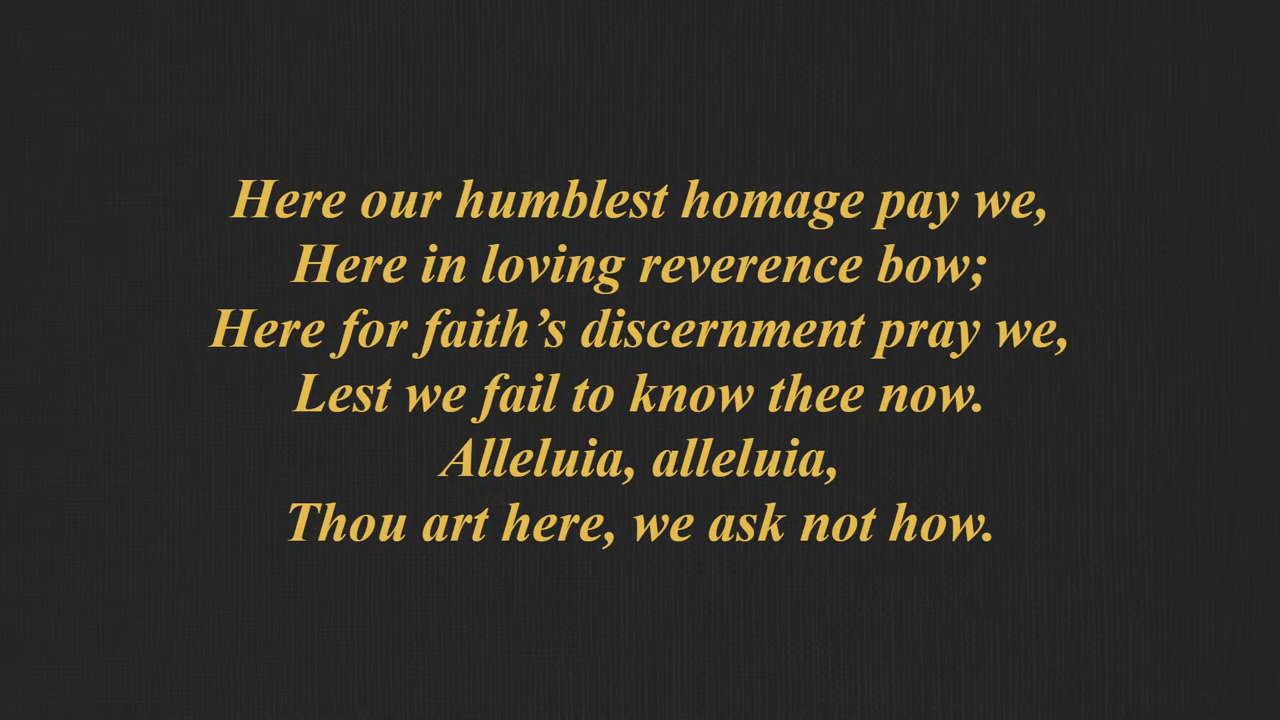 Here our humblest homage pay we,
Here in loving reverence bow;
Here for faith’s discernment pray we,
Lest we fail to know thee now.
Alleluia, alleluia,
Thou art here, we ask not how.